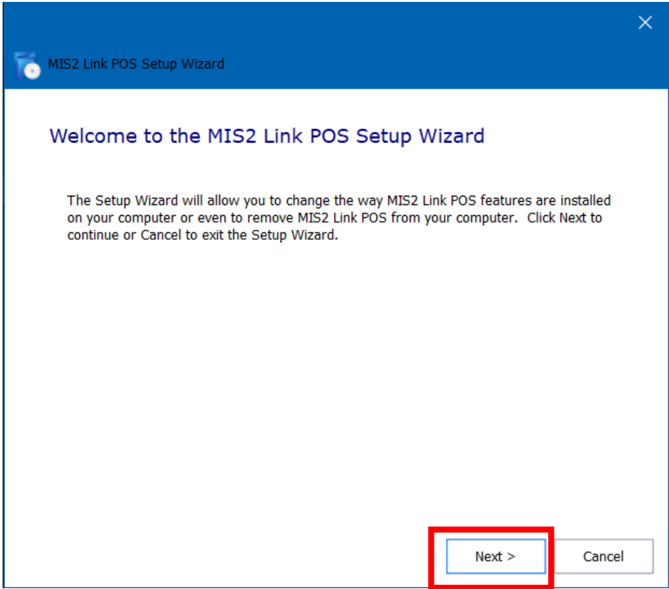 MIS2 Link POS Setup Wizard
Welcome to the MIS2 Link POS Setup Wizard
The Setup Wizard will allow you to change the way MIS2 Link POS features are installed
on your computer or even to remove MIS2 Link POS from your computer.  Click Next to
continue or Cancel to exit the Setup Wizard.
Next >
Cancel